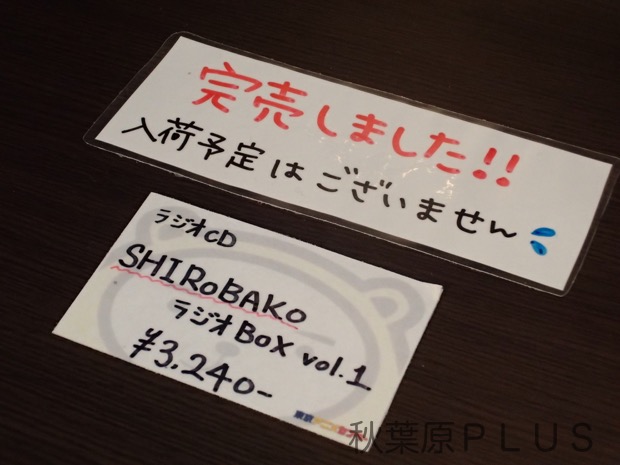 完売しました!!
入荷予定はございません
ラジオCD
SHIROBAKO
ラジオBOX vol.1
¥3,240-
秋葉原PLUS